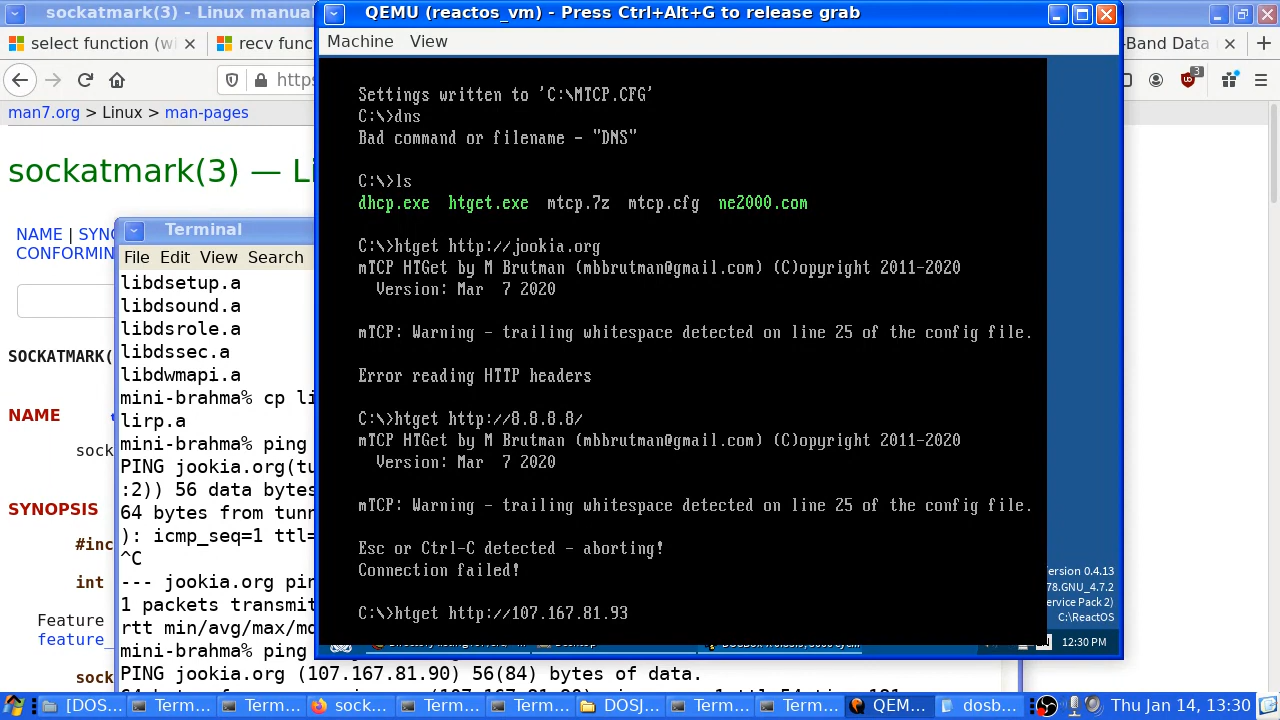 sockatmark(3) - Linux manual
select function (wi
recv func
-Band Data
https
3
man7.org > Linux > man-pages
sockatmark(3) — Li
NAME | SYNO
CONFORMIN
SOCKATMARK(
NAME
sock
SYNOPSIS
#inc
int
Feature
feature_
sock
Terminal
File Edit View Search
libdsetup.a
libdsound.a
libdsrole.a
libdssec.a
libdwmapi.a
mini-brahma% cp li
lirp.a
mini-brahma% ping
PING jookia.org(tu
:2)) 56 data bytes
64 bytes from tunn
): icmp_seq=1 ttl=
^C
--- jookia.org pin
1 packets transmit
rtt min/avg/max/md
mini-brahma% ping
PING jookia.org (107.167.81.90) 56(84) bytes of data.
QEMU (reactos_vm) - Press Ctrl+Alt+G to release grab
Machine View
Settings written to 'C:\MTCP.CFG'
C:\>dns
Bad command or filename - "DNS"
C:\>ls
dhcp.exe htget.exe mtcp.7z mtcp.cfg ne2000.com
C:\>htget http://jookia.org
mTCP HTGet by M Brutman (mbbrutman@gmail.com) (C)opyright 2011-2020
Version: Mar 7 2020
mTCP: Warning - trailing whitespace detected on line 25 of the config file.
Error reading HTTP headers
C:\>htget http://8.8.8.8/
mTCP HTGet by M Brutman (mbbrutman@gmail.com) (C)opyright 2011-2020
Version: Mar 7 2020
mTCP: Warning - trailing whitespace detected on line 25 of the config file.
Esc or Ctrl-C detected - aborting!
Connection failed!
C:\>htget http://107.167.81.93
ersion 0.4.13
78.GNU_4.7.2
ervice Pack 2)
C:\ReactOS
12:30 PM
[DOS...
Term...
Term...
sock...
Term...
DOSJ...
Term...
Term...
QEM...
dosb...
Thu Jan 14, 13:30